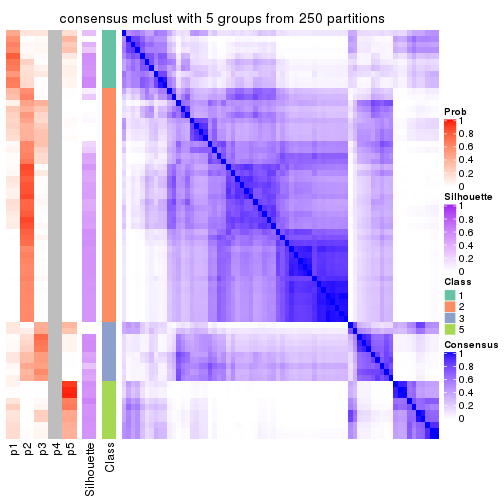 consensus mclust with 5 groups from 250 partitions
Prob
1
0.8
0.6
0.4
0.2
0
Silhouette
1
0.8
0.6
0.4
0.2
0
Class
1
2
3
5
Consensus
1
0.8
0.6
0.4
0.2
0
p1
p2
p3
p4
p5
Silhouette
Class